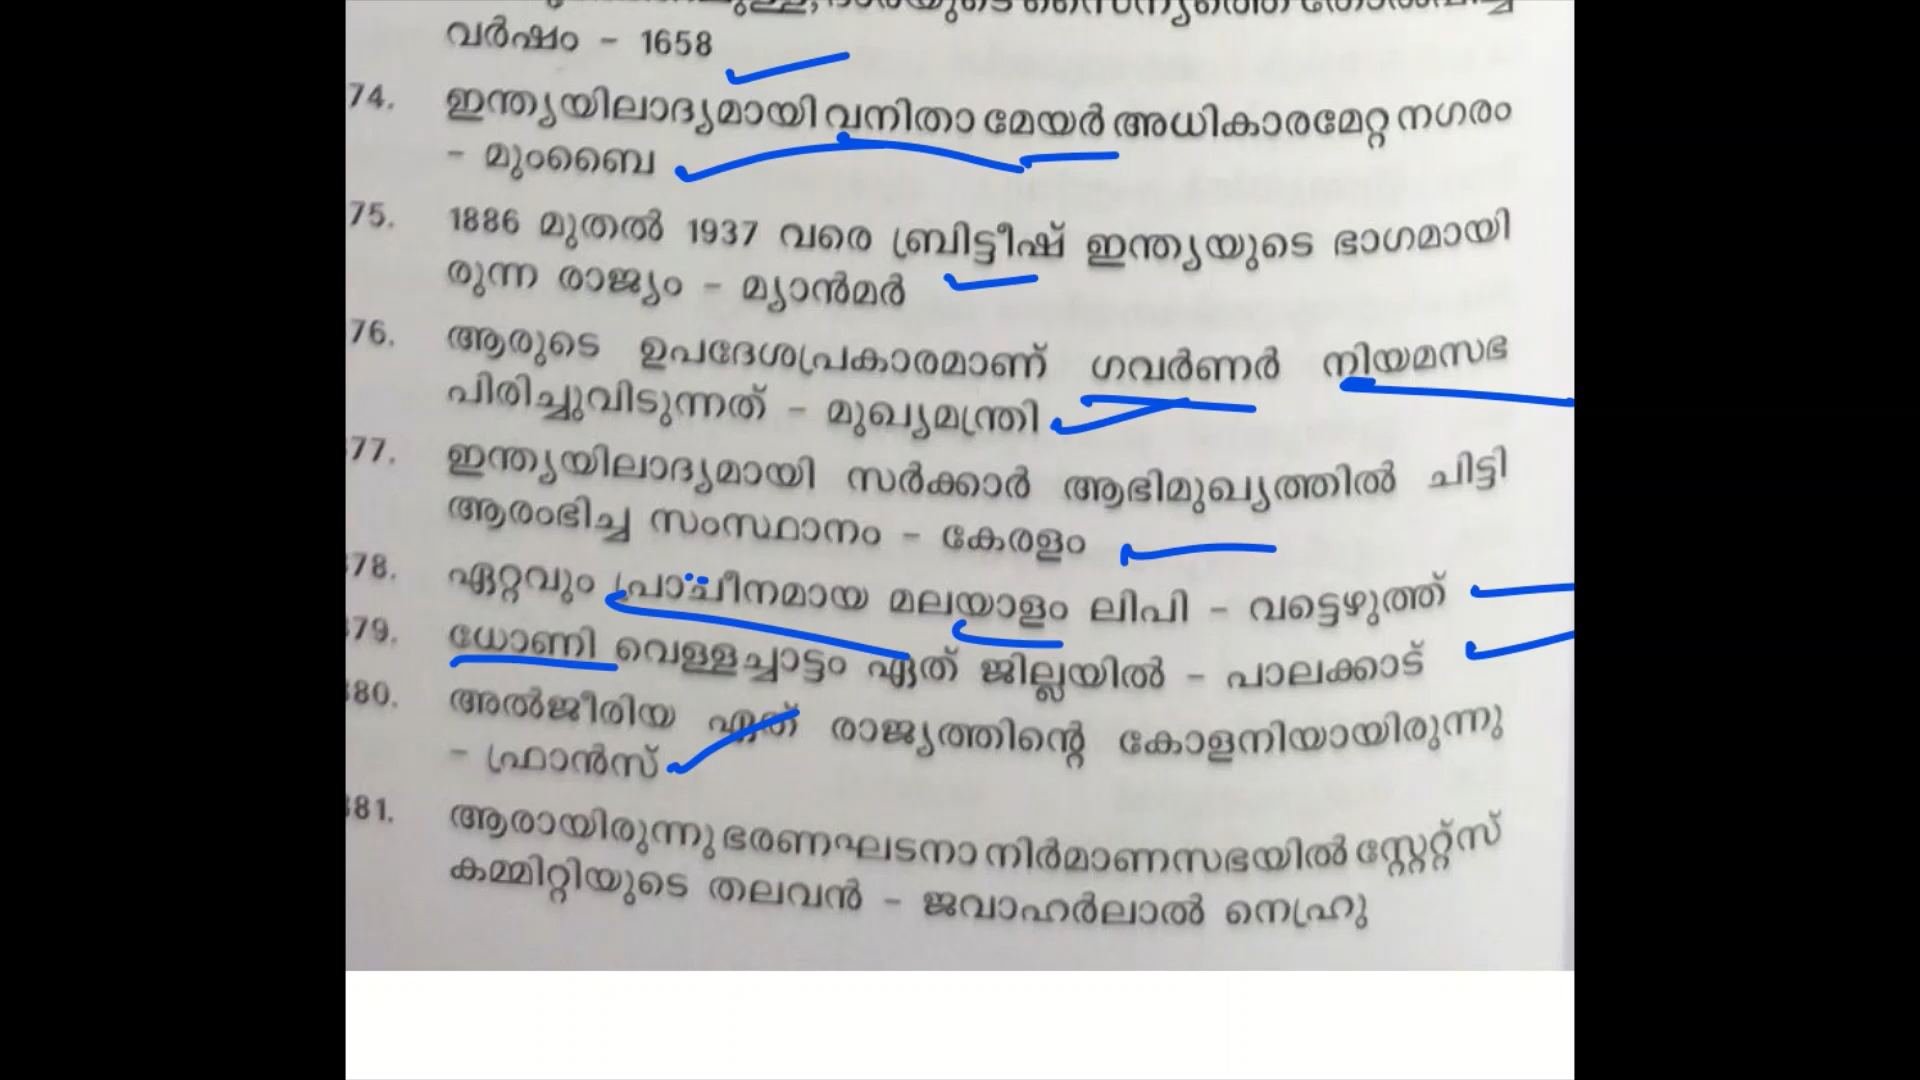 വർഷം - 1658
74. ഇന്ത്യയിലാദ്യമായി വനിതാ മേയർ അധികാരമേറ്റ നഗരം
- മുംബൈ
75. 1886 മുതൽ 1937 വരെ ബ്രിട്ടീഷ് ഇന്ത്യയുടെ ഭാഗമായി
രുന്ന രാജ്യം - മ്യാൻമർ
76. ആരുടെ ഉപദേശപ്രകാരമാണ് ഗവർണർ നിയമസഭ
പിരിച്ചുവിടുന്നത് - മുഖ്യമന്ത്രി
77. ഇന്ത്യയിലാദ്യമായി സർക്കാർ ആഭിമുഖ്യത്തിൽ ചിട്ടി
ആരംഭിച്ച സംസ്ഥാനം - കേരളം
78. ഏറ്റവും പ്രാചീനമായ മലയാളം ലിപി - വട്ടെഴുത്ത്
79. ധോണി വെള്ളച്ചാട്ടം ഏത് ജില്ലയിൽ - പാലക്കാട്
80. അൽജീരിയ ഏത് രാജ്യത്തിന്റെ കോളനിയായിരുന്നു
- ഫ്രാൻസ്
81. ആരായിരുന്നു ഭരണഘടനാ നിർമാണസഭയിൽ സ്റ്റേറ്റ്സ്
കമ്മിറ്റിയുടെ തലവൻ - ജവാഹർലാൽ നെഹ്രു